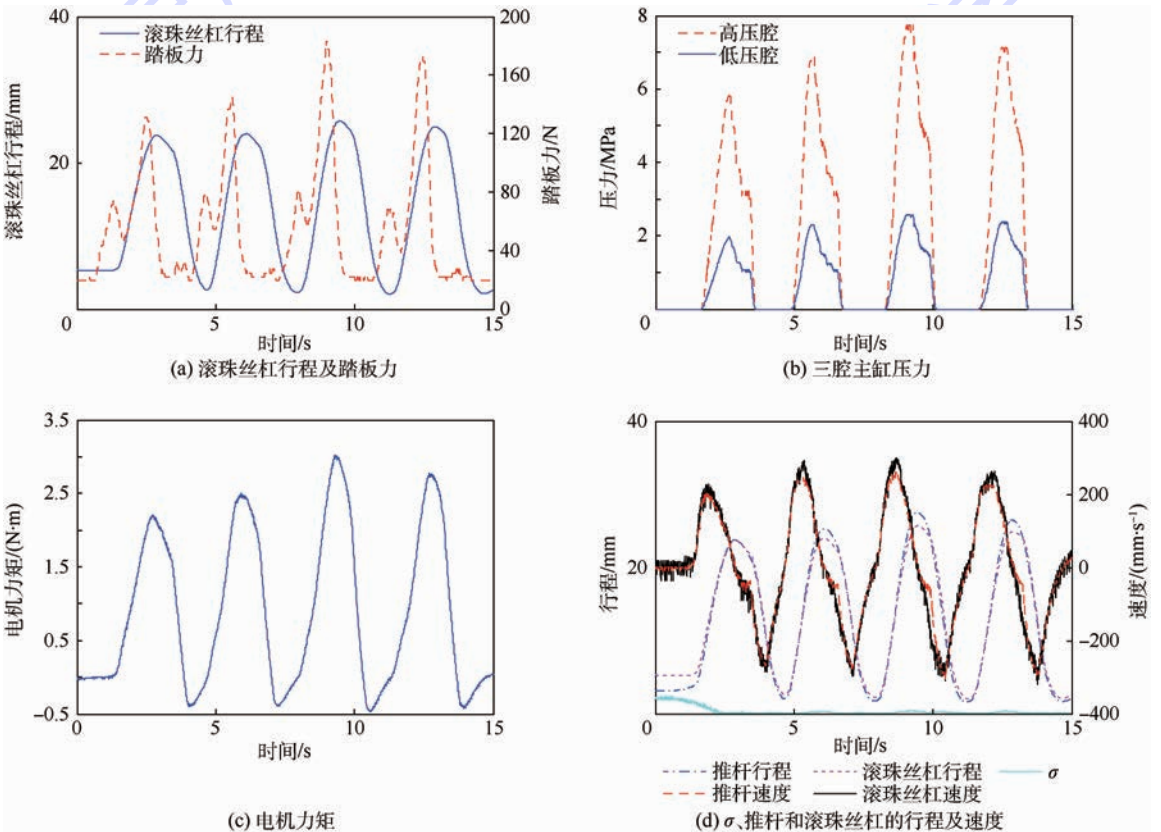 40
20
0
滚珠丝杠行程/mm
滚珠丝杠行程
踏板力
200
160
120
80
40
0
踏板力/N
0
5
10
15
时间/s
(a) 滚珠丝杠行程及踏板力
8
6
4
2
0
压力/MPa
高压腔
低压腔
0
5
10
15
时间/s
(b) 三腔主缸压力
3.5
2.5
1.5
0.5
−0.5
电机力矩/(N·m)
0
5
10
15
时间/s
(c) 电机力矩
40
20
0
行程/mm
400
200
0
−200
−400
速度/(mm·s⁻¹)
0
5
10
15
时间/s
推杆行程 滚珠丝杠行程 σ
推杆速度 滚珠丝杠速度
(d) σ、推杆和滚珠丝杠的行程及速度